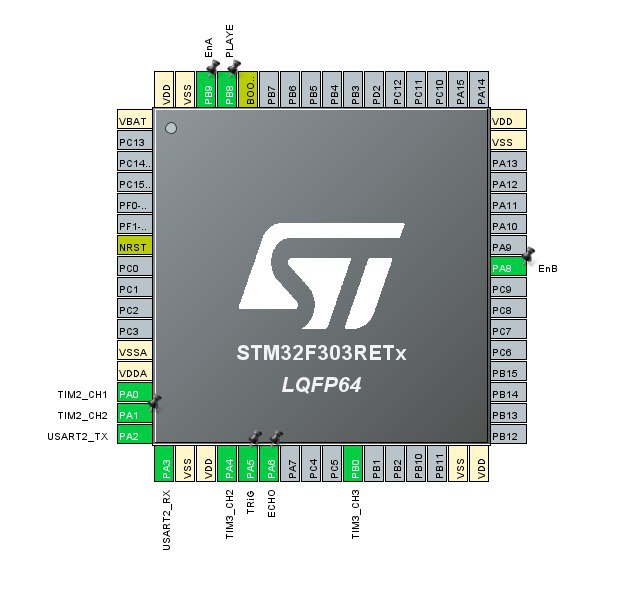 EnA
PLAYE
VDD
VSS
PB9
PB8
BOO..
PB7
PB6
PB5
PB4
PB3
PD2
PC12
PC11
PC10
PA15
PA14
VBAT
PC13
PC14..
PC15..
PF0-..
PF1-..
NRST
PC0
PC1
PC2
PC3
VSSA
VDDA
TIM2_CH1 PA0
TIM2_CH2 PA1
USART2_TX PA2
ST
STM32F303RETx
LQFP64
VDD
VSS
PA13
PA12
PA11
PA10
PA9
PA8 EnB
PC9
PC8
PC7
PC6
PB15
PB14
PB13
PB12
PA3
VSS
VDD
PA4
PA5
PA6
PA7
PC4
PC5
PB0
PB1
PB2
PB10
PB11
VSS
VDD
USART2_RX
TIM3_CH2
TRiG
ECHO
TIM3_CH3